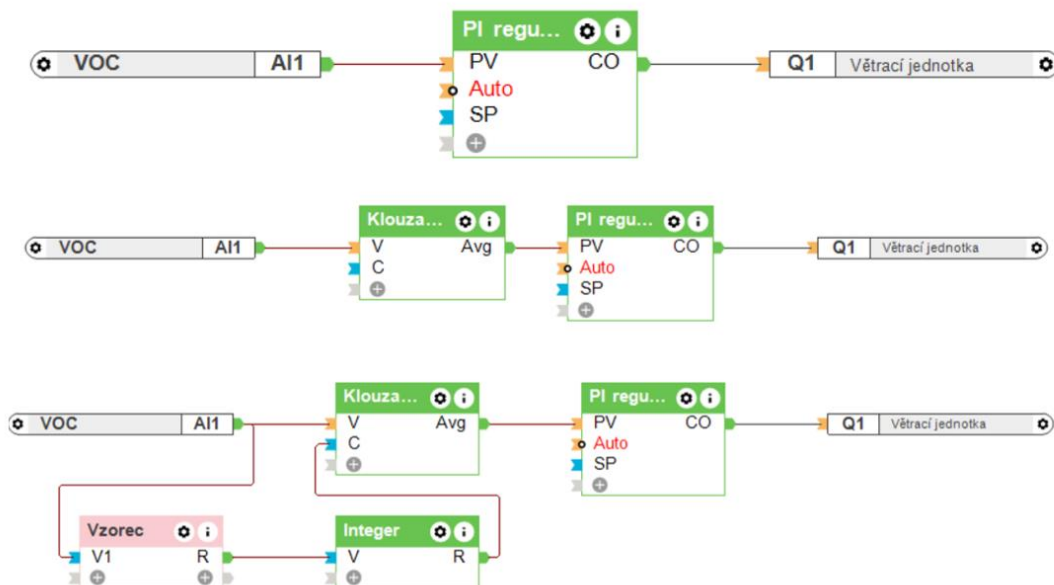 PI regu...
VOC AI1 PV CO Q1 Větrací jednotka
Auto
SP
Klouza... PI regu...
VOC AI1 V Avg PV CO Q1 Větrací jednotka
C Auto
SP
Klouza... PI regu...
VOC AI1 V Avg PV CO Q1 Větrací jednotka
C Auto
SP
Vzorec Integer
V1 R V R